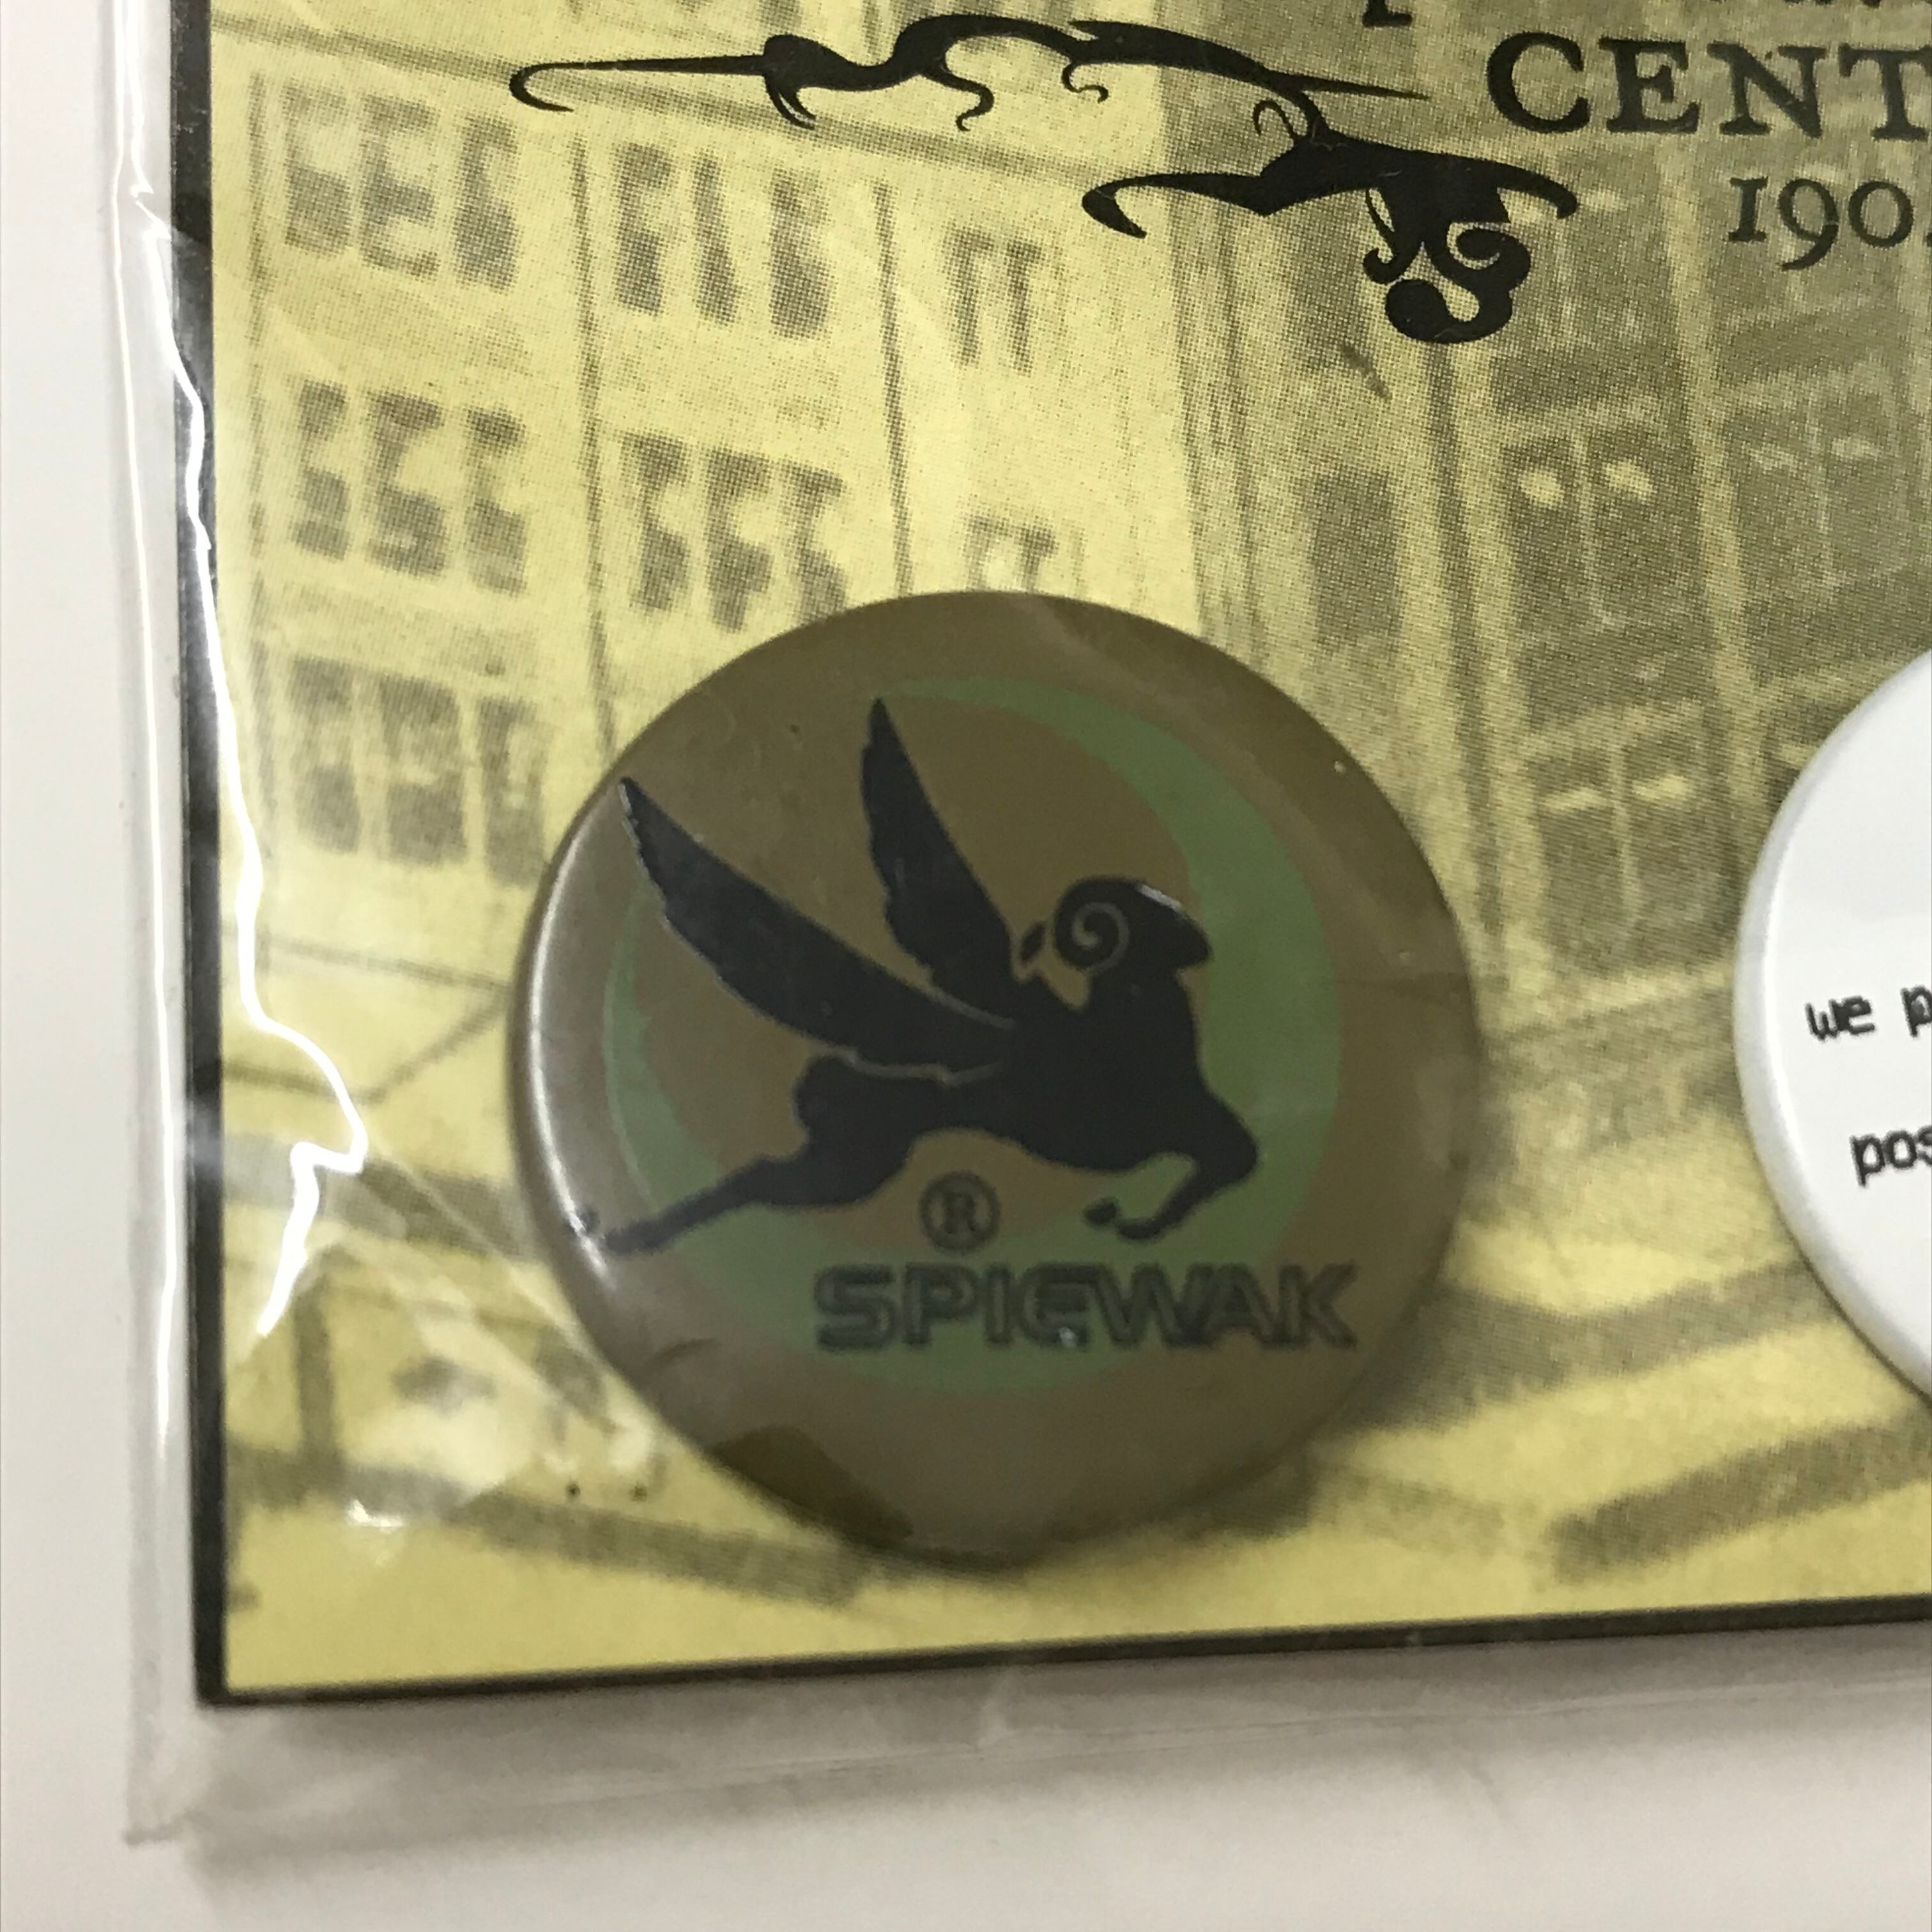 CENT
190
we p
pos
®
SPIEWAK